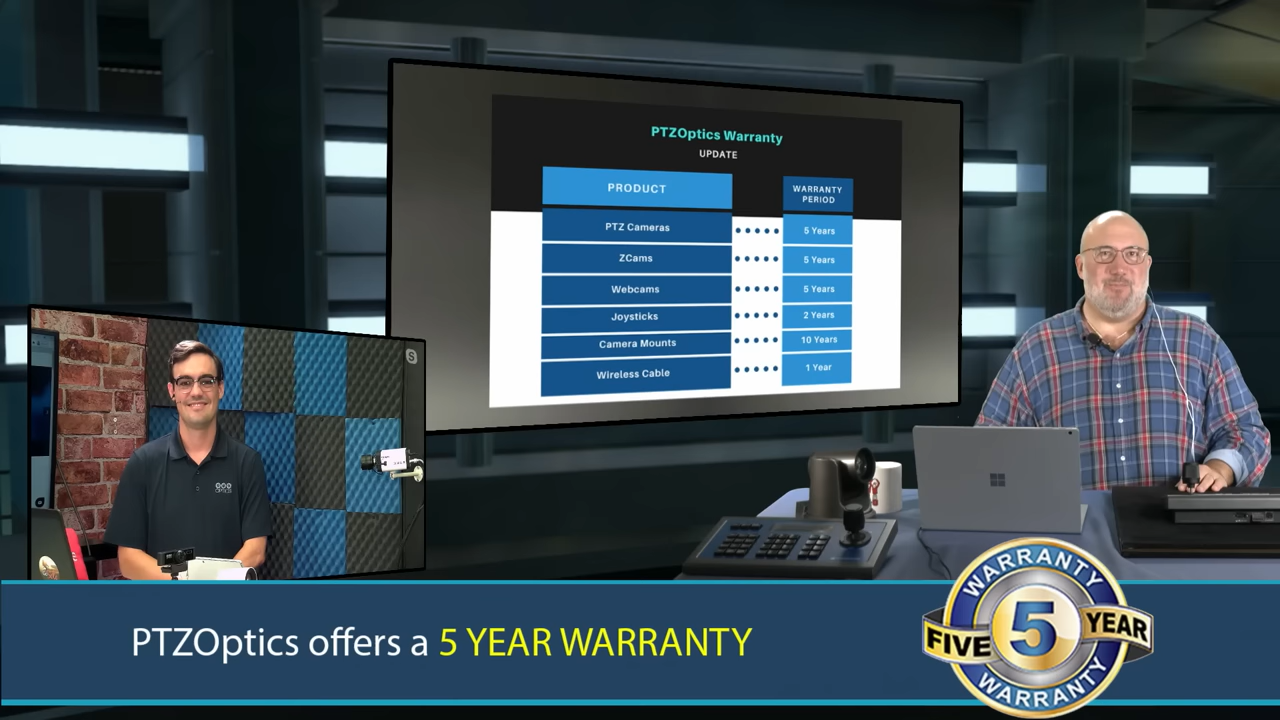 PTZOptics Warranty
UPDATE
PRODUCT
WARRANTY
PERIOD
PTZ Cameras
5 Years
ZCams
5 Years
Webcams
5 Years
Joysticks
2 Years
Camera Mounts
10 Years
Wireless Cable
1 Year
S
PTZOptics offers a 5 YEAR WARRANTY
WARRANTY
FIVE 5 YEAR
WARRANTY